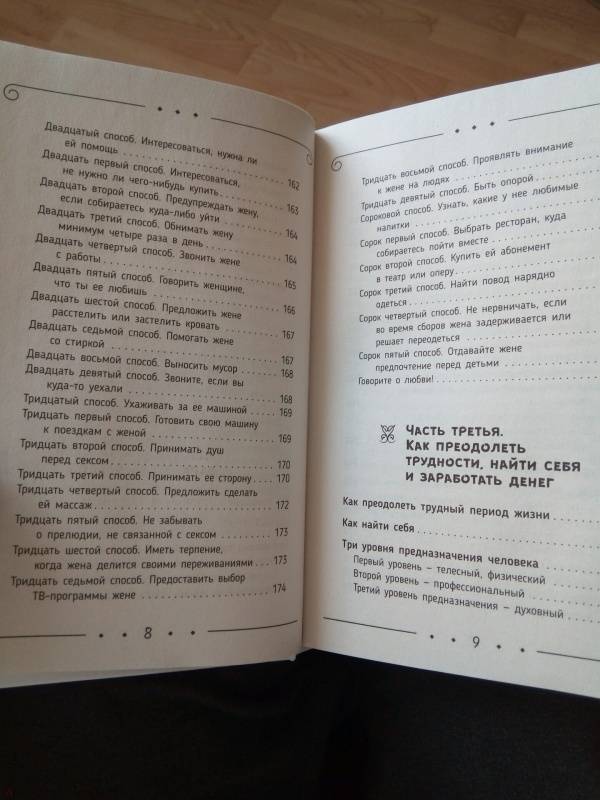 Двадцатый способ. Интересоваться, нужна ли
ей помощь . . . . . . . . . . . . . . . . . . . . . . . . 162
Двадцать первый способ. Интересоваться,
не нужно ли чего-нибудь купить . . . . . . . . . . . 163
Двадцать второй способ. Предупреждать жену,
если собираетесь куда-либо уйти . . . . . . . . . . 164
Двадцать третий способ. Обнимать жену
минимум четыре раза в день . . . . . . . . . . . . . 164
Двадцать четвертый способ. Звонить жене
с работы . . . . . . . . . . . . . . . . . . . . . . . . 165
Двадцать пятый способ. Говорить женщине,
что ты ее любишь . . . . . . . . . . . . . . . . . . . 166
Двадцать шестой способ. Предложить жене
расстелить или застелить кровать . . . . . . . . . . 167
Двадцать седьмой способ. Помогать жене
со стиркой . . . . . . . . . . . . . . . . . . . . . . . 167
Двадцать восьмой способ. Выносить мусор . . 168
Двадцать девятый способ. Звоните, если вы
куда-то уехали . . . . . . . . . . . . . . . . . . . . . 168
Тридцатый способ. Ухаживать за ее машиной . 169
Тридцать первый способ. Готовить свою машину
к поездкам с женой . . . . . . . . . . . . . . . . . . 169
Тридцать второй способ. Принимать душ
перед сексом . . . . . . . . . . . . . . . . . . . . . . 170
Тридцать третий способ. Принимать ее сторону . 170
Тридцать четвертый способ. Предложить сделать
ей массаж . . . . . . . . . . . . . . . . . . . . . . . . 172
Тридцать пятый способ. Не забывать
о прелюдии, не связанной с сексом . . . . . . . . . 173
Тридцать шестой способ. Иметь терпение,
когда жена делится своими переживаниями . . . . 173
Тридцать седьмой способ. Предоставить выбор
ТВ-программы жене . . . . . . . . . . . . . . . . . . 174
8
Тридцать восьмой способ. Проявлять внимание
к жене на людях . . . . . . . . . . . . . . . . . . . .
Тридцать девятый способ. Быть опорой . . . . . . .
Сороковой способ. Узнать, какие у нее любимые
напитки . . . . . . . . . . . . . . . . . . . . . . . . .
Сорок первый способ. Выбрать ресторан, куда
собираетесь пойти вместе . . . . . . . . . . . . . . .
Сорок второй способ. Купить ей абонемент
в театр или оперу . . . . . . . . . . . . . . . . . . . .
Сорок третий способ. Найти повод нарядно
одеться . . . . . . . . . . . . . . . . . . . . . . . . . .
Сорок четвертый способ. Не нервничать, если
во время сборов жена задерживается или
решает переодеться . . . . . . . . . . . . . . . . . . .
Сорок пятый способ. Отдавайте жене
предпочтение перед детьми . . . . . . . . . . . . . .
Говорите о любви! . . . . . . . . . . . . . . . . . . . .
ЧАСТЬ ТРЕТЬЯ.
КАК ПРЕОДОЛЕТЬ
ТРУДНОСТИ, НАЙТИ СЕБЯ
И ЗАРАБОТАТЬ ДЕНЕГ
Как преодолеть трудный период жизни . . . . .
Как найти себя . . . . . . . . . . . . . . . . . . . .
Три уровня предназначения человека . . . . . .
Первый уровень – телесный, физический . . . . .
Второй уровень – профессиональный . . . . . . .
Третий уровень предназначения – духовный . . .
9